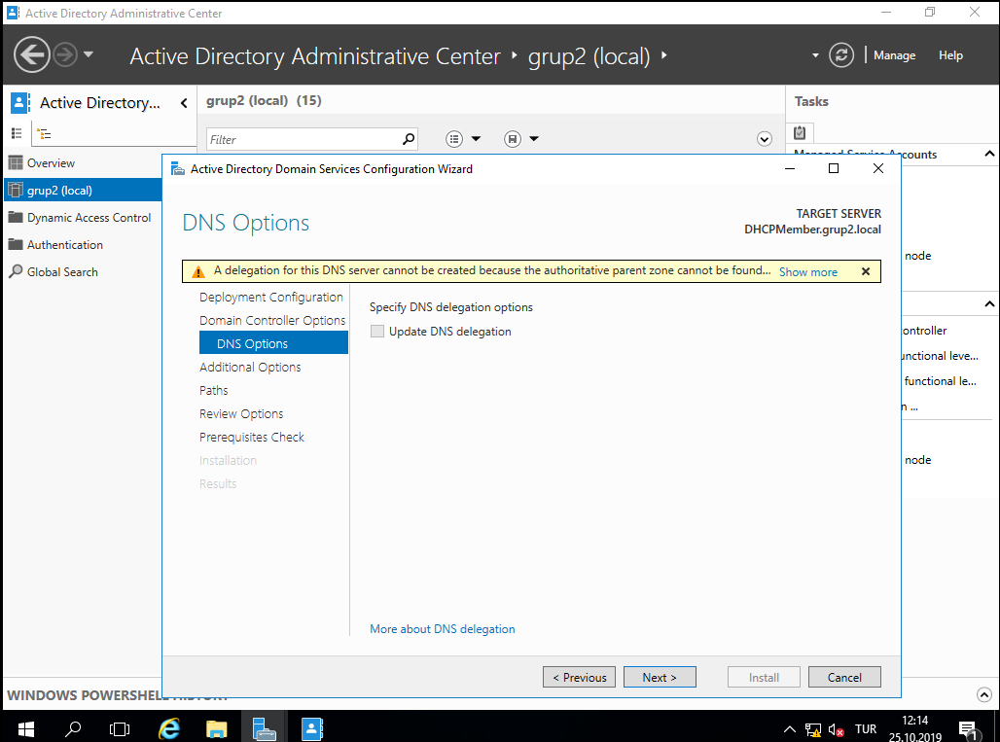 Active Directory Administrative Center
Active Directory Administrative Center • grup2 (local) •
Manage
Help
Active Directory...
grup2 (local) (15)
Tasks
Filter
Managed Service Accounts
Overview
grup2 (local)
Dynamic Access Control
Authentication
Global Search
Active Directory Domain Services Configuration Wizard
DNS Options
TARGET SERVER
DHCPMember.grup2.local
A delegation for this DNS server cannot be created because the authoritative parent zone cannot be found...
Show more
Deployment Configuration
Domain Controller Options
DNS Options
Additional Options
Paths
Review Options
Prerequisites Check
Installation
Results
Specify DNS delegation options
Update DNS delegation
More about DNS delegation
< Previous
Next >
Install
Cancel
node
ontroller
unctional leve...
functional le...
n ...
node
WINDOWS POWERSHELL HISTORY
TUR
12:14
25.10.2019
1